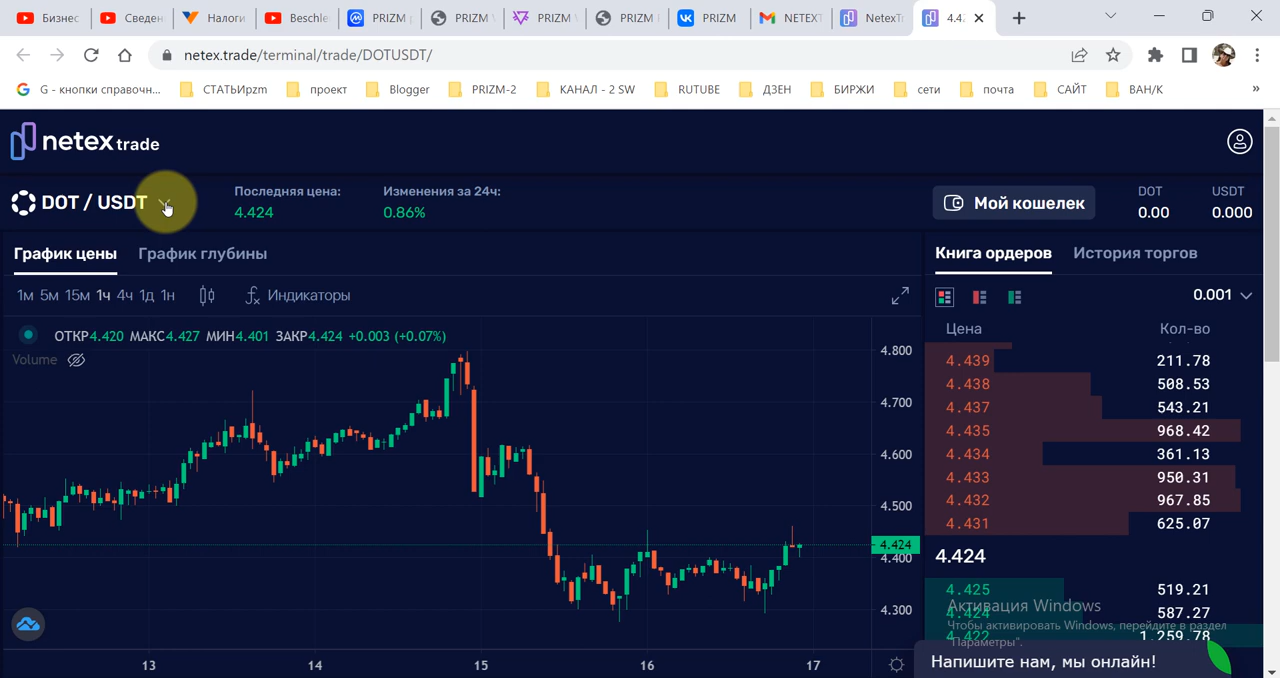 Бизнес
Сведен
Налоги
Beschle
PRIZM
PRIZM
PRIZM
PRIZM
PRIZM
NETEX
NetexTr
4.4
netex.trade/terminal/trade/DOTUSDT/
G - кнопки справочн...
СТАТЬИpzm
проект
Blogger
PRIZM-2
КАНАЛ - 2 SW
RUTUBE
ДЗЕН
БИРЖИ
сети
почта
САЙТ
ВАН/К
»
netex trade
DOT / USDT
Последняя цена:
4.424
Изменения за 24ч:
0.86%
Мой кошелек
DOT
0.00
USDT
0.000
График цены
График глубины
Книга ордеров
История торгов
1м 5м 15м 1ч 4ч 1д 1н
Индикаторы
0.001
ОТКР4.420 МАКС4.427 МИН4.401 ЗАКР4.424 +0.003 (+0.07%)
Volume
Цена
Кол-во
4.439 211.78
4.438 508.53
4.437 543.21
4.435 968.42
4.434 361.13
4.433 950.31
4.432 967.85
4.431 625.07
4.424
4.425 519.21
4.424 587.27
4.422 1,259.78
4.800
4.700
4.600
4.500
4.424
4.400
4.300
13 14 15 16 17
Активация Windows
Чтобы активировать Windows, перейдите в раздел
"Параметры".
Напишите нам, мы онлайн!